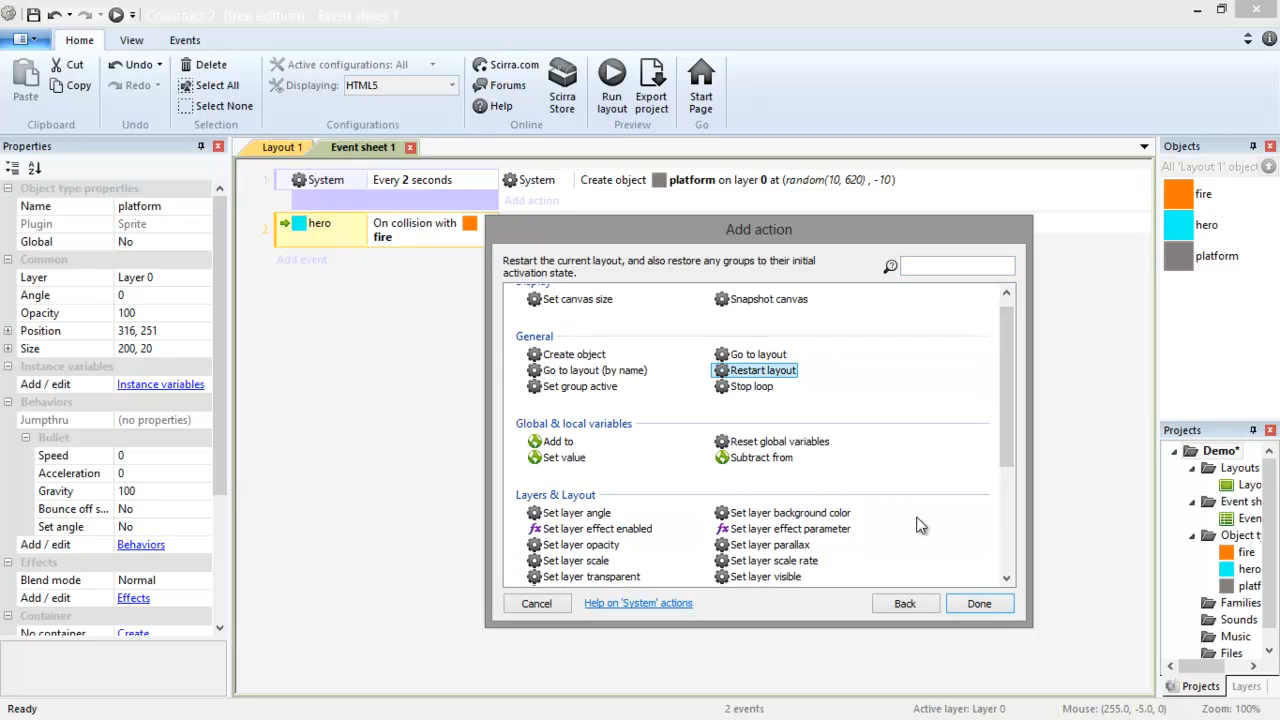 Construct 2 (free edition) - Event sheet 1
Home View Events
Paste
Cut
Copy
Clipboard
Undo
Redo
Undo
Delete
Select All
Select None
Selection
Active configurations: All
Displaying: HTML5
Configurations
Scirra.com
Forums
Help
Scirra Store
Online
Run layout
Export project
Preview
Start Page
Go
Properties
Object type properties
Name platform
Plugin Sprite
Global No
Common
Layer Layer 0
Angle 0
Opacity 100
Position 316, 251
Size 200, 20
Instance variables
Add / edit Instance variables
Behaviors
Jumpthru (no properties)
Bullet
Speed 0
Acceleration 0
Gravity 100
Bounce off s... No
Set angle No
Add / edit Behaviors
Effects
Blend mode Normal
Add / edit Effects
Container
No container Create
Layout 1 Event sheet 1
1 System Every 2 seconds System Create object platform on layer 0 at (random(10, 620) , -10 )
Add action
2 hero On collision with
fire
Add event
Add action
Restart the current layout, and also restore any groups to their initial
activation state.
Display
Set canvas size Snapshot canvas
General
Create object Go to layout
Go to layout (by name) Restart layout
Set group active Stop loop
Global & local variables
Add to Reset global variables
Set value Subtract from
Layers & Layout
Set layer angle Set layer background color
Set layer effect enabled Set layer effect parameter
Set layer opacity Set layer parallax
Set layer scale Set layer scale rate
Set layer transparent Set layer visible
Cancel Help on 'System' actions Back Done
Objects
All 'Layout 1' object
fire
hero
platform
Projects
Demo*
Layouts
Layo
Event sh
Even
Object ty
fire
hero
platf
Families
Sounds
Music
Files
Projects Layers
Ready 2 events Active layer: Layer 0 Mouse: (255.0, -5.0, 0) Zoom: 100%